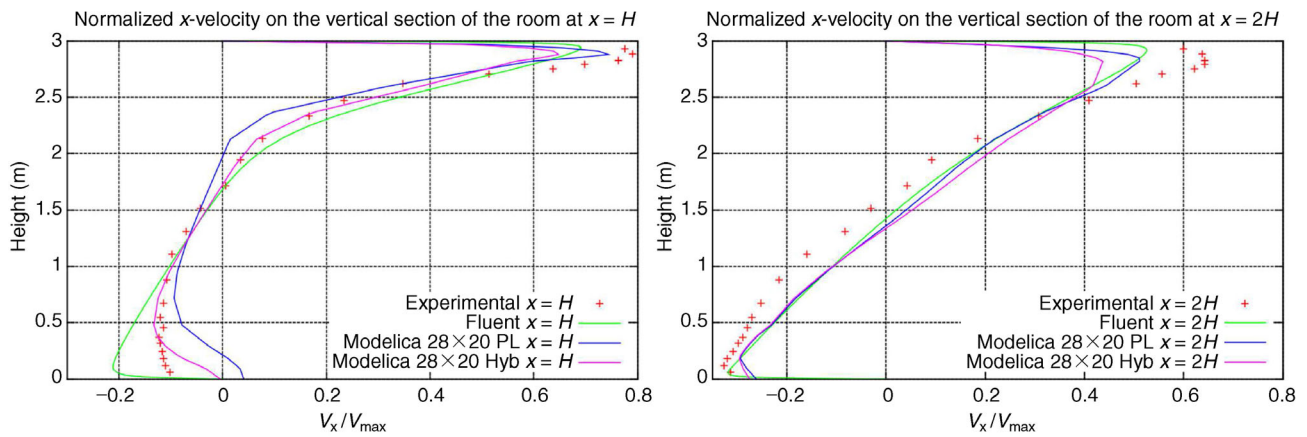 Normalized x-velocity on the vertical section of the room at x = H
3
2.5
2
1.5
1
0.5
0
Height (m)
Experimental x = H
Fluent x = H
Modelica 28×20 PL x = H
Modelica 28×20 Hyb x = H
−0.2 0 0.2 0.4 0.6 0.8
Vx/Vmax
Normalized x-velocity on the vertical section of the room at x = 2H
3
2.5
2
1.5
1
0.5
0
Height (m)
Experimental x = 2H
Fluent x = 2H
Modelica 28×20 PL x = 2H
Modelica 28×20 Hyb x = 2H
−0.2 0 0.2 0.4 0.6 0.8
Vx/Vmax